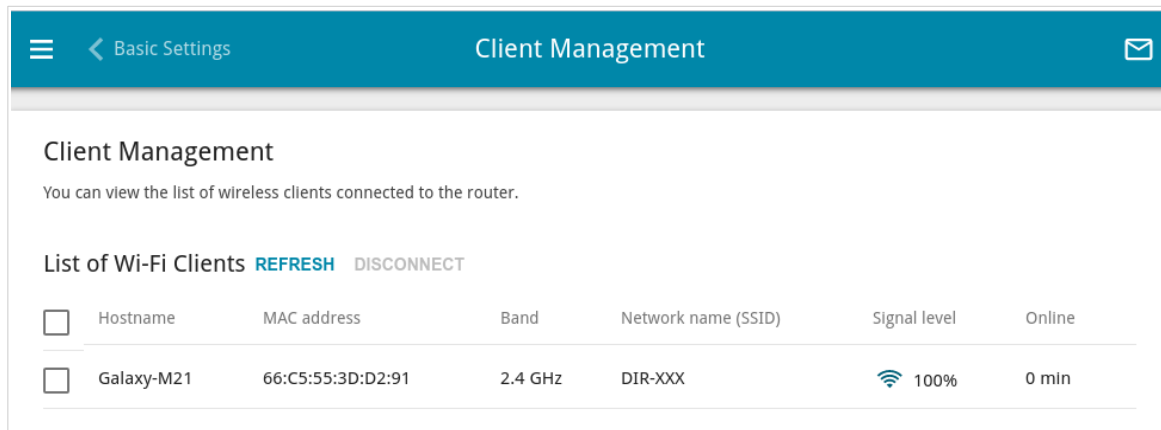 Basic Settings Client Management
Client Management
You can view the list of wireless clients connected to the router.
List of Wi-Fi Clients REFRESH DISCONNECT
Hostname MAC address Band Network name (SSID) Signal level Online
Galaxy-M21 66:C5:55:3D:D2:91 2.4 GHz DIR-XXX 100% 0 min